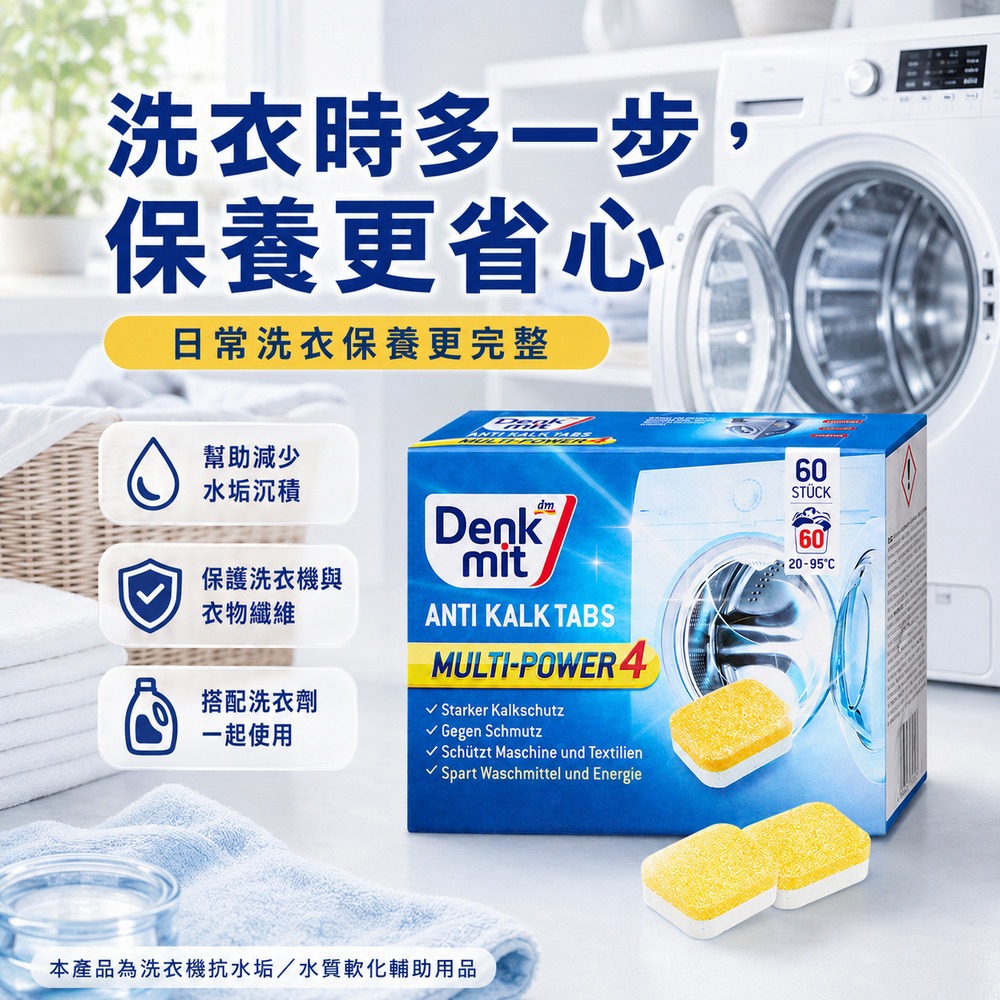 洗衣時多一步，
保養更省心
日常洗衣保養更完整
幫助減少
水垢沉積
保護洗衣機與
衣物纖維
搭配洗衣劑
一起使用
Denkmit
ANTI KALK TABS
MULTI-POWER 4
60
STÜCK
60
20-95°C
dm
Denk
mit
ANTI KALK TABS
MULTI-POWER 4
✓ Starker Kalkschutz
✓ Gegen Schmutz
✓ Schützt Maschine und Textilien
✓ Spart Waschmittel und Energie
本產品為洗衣機抗水垢／水質軟化輔助用品